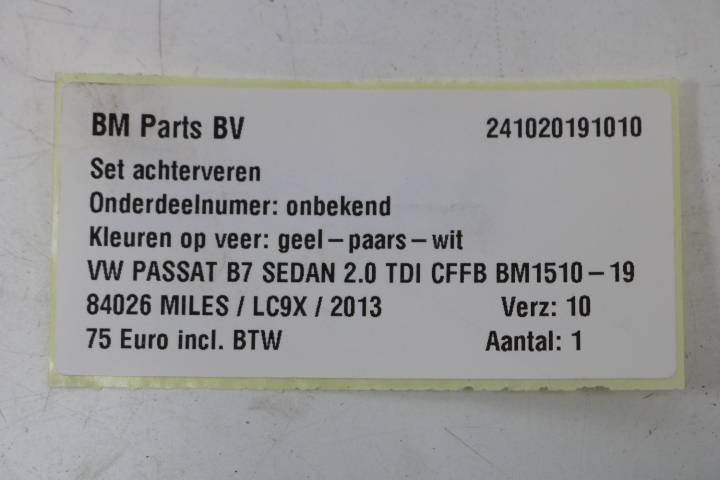 BM Parts BV 241020191010
Set achterveren
Onderdeelnumer: onbekend
Kleuren op veer: geel – paars – wit
VW PASSAT B7 SEDAN 2.0 TDI CFFB BM1510 – 19
84026 MILES / LC9X / 2013 Verz: 10
75 Euro incl. BTW Aantal: 1